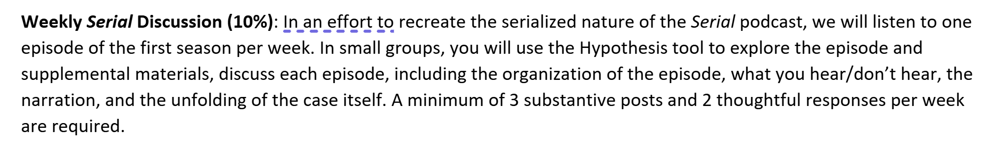 Weekly Serial Discussion (10%): In an effort to recreate the serialized nature of the Serial podcast, we will listen to one
episode of the first season per week. In small groups, you will use the Hypothesis tool to explore the episode and
supplemental materials, discuss each episode, including the organization of the episode, what you hear/don’t hear, the
narration, and the unfolding of the case itself. A minimum of 3 substantive posts and 2 thoughtful responses per week
are required.